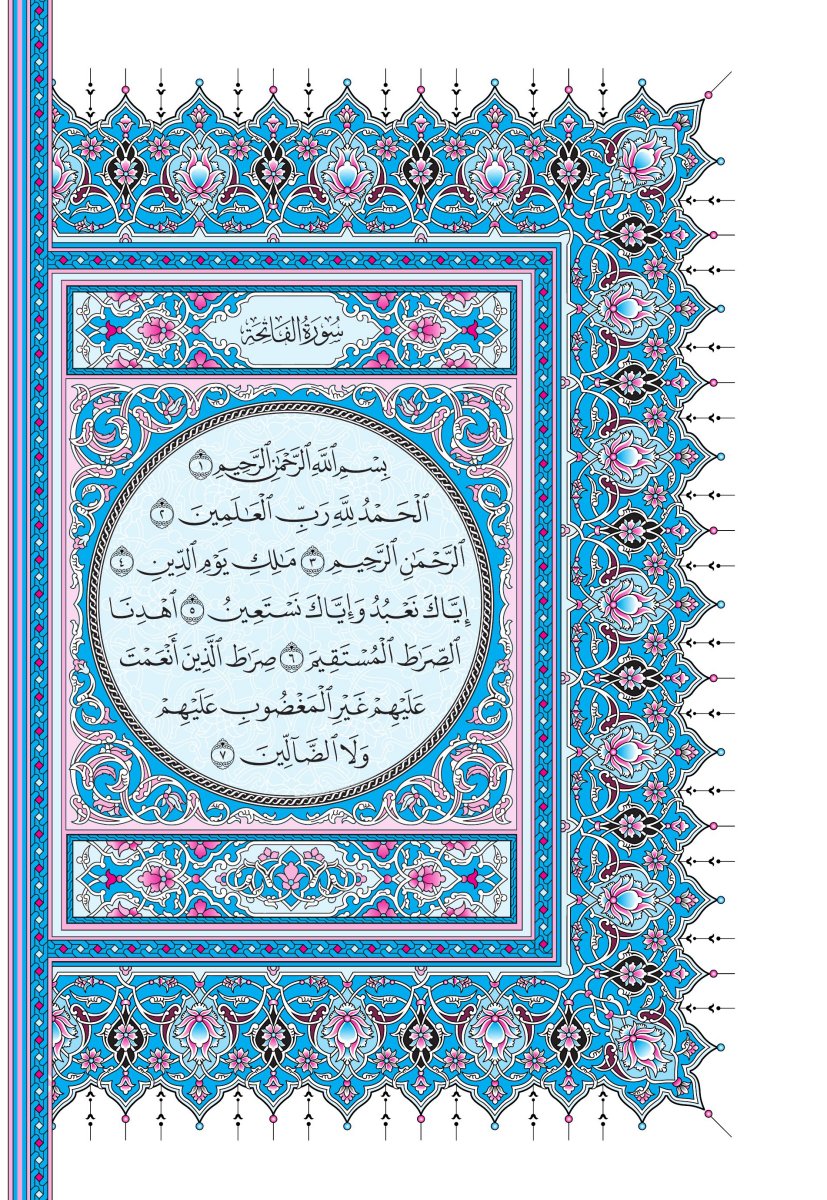 سُورَةُ الفَاتِحَةِ
بِسْمِ ٱللَّهِ ٱلرَّحْمَٰنِ ٱلرَّحِيمِ ١
ٱلْحَمْدُ لِلَّهِ رَبِّ ٱلْعَٰلَمِينَ ٢
ٱلرَّحْمَٰنِ ٱلرَّحِيمِ ٣ مَٰلِكِ يَوْمِ ٱلدِّينِ ٤
إِيَّاكَ نَعْبُدُ وَإِيَّاكَ نَسْتَعِينُ ٥ ٱهْدِنَا
ٱلصِّرَٰطَ ٱلْمُسْتَقِيمَ ٦ صِرَٰطَ ٱلَّذِينَ أَنْعَمْتَ
عَلَيْهِمْ غَيْرِ ٱلْمَغْضُوبِ عَلَيْهِمْ
وَلَا ٱلضَّآلِّينَ ٧